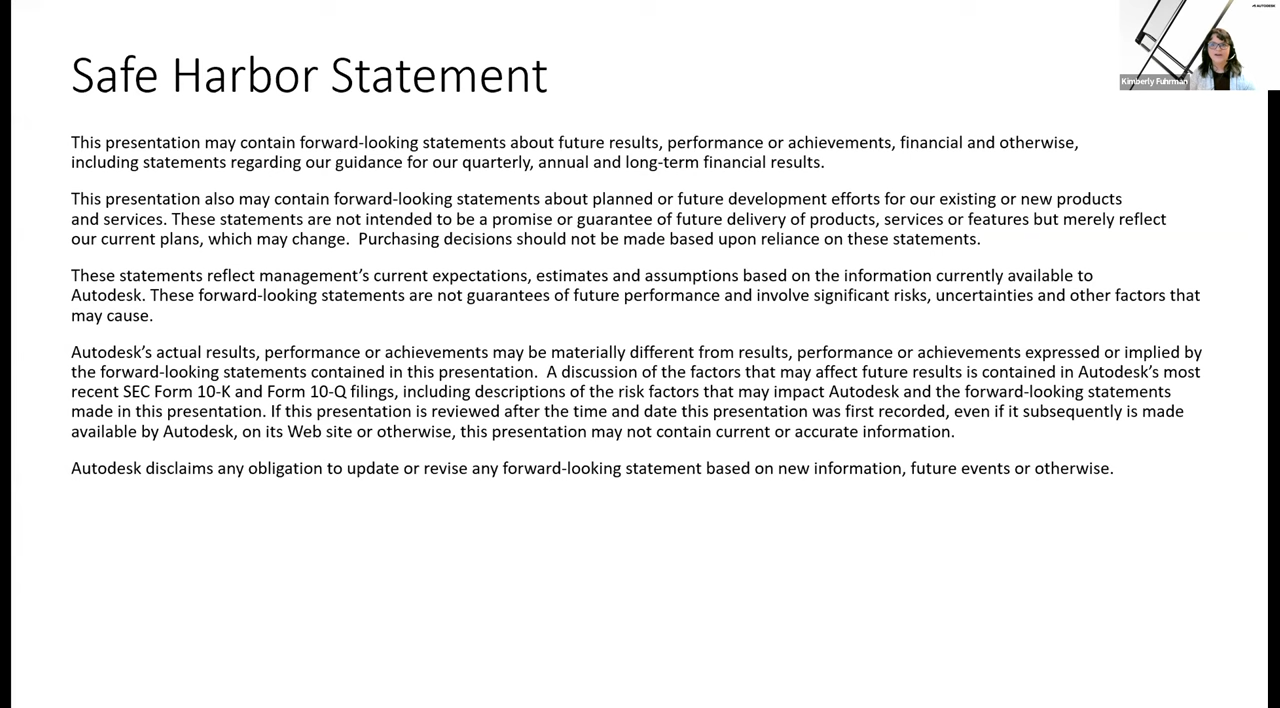 Safe Harbor Statement
AUTODESK
Kimberly Fuhrman
This presentation may contain forward-looking statements about future results, performance or achievements, financial and otherwise,
including statements regarding our guidance for our quarterly, annual and long-term financial results.
This presentation also may contain forward-looking statements about planned or future development efforts for our existing or new products
and services. These statements are not intended to be a promise or guarantee of future delivery of products, services or features but merely reflect
our current plans, which may change.  Purchasing decisions should not be made based upon reliance on these statements.
These statements reflect management’s current expectations, estimates and assumptions based on the information currently available to
Autodesk. These forward-looking statements are not guarantees of future performance and involve significant risks, uncertainties and other factors that
may cause.
Autodesk’s actual results, performance or achievements may be materially different from results, performance or achievements expressed or implied by
the forward-looking statements contained in this presentation.  A discussion of the factors that may affect future results is contained in Autodesk’s most
recent SEC Form 10-K and Form 10-Q filings, including descriptions of the risk factors that may impact Autodesk and the forward-looking statements
made in this presentation. If this presentation is reviewed after the time and date this presentation was first recorded, even if it subsequently is made
available by Autodesk, on its Web site or otherwise, this presentation may not contain current or accurate information.
Autodesk disclaims any obligation to update or revise any forward-looking statement based on new information, future events or otherwise.